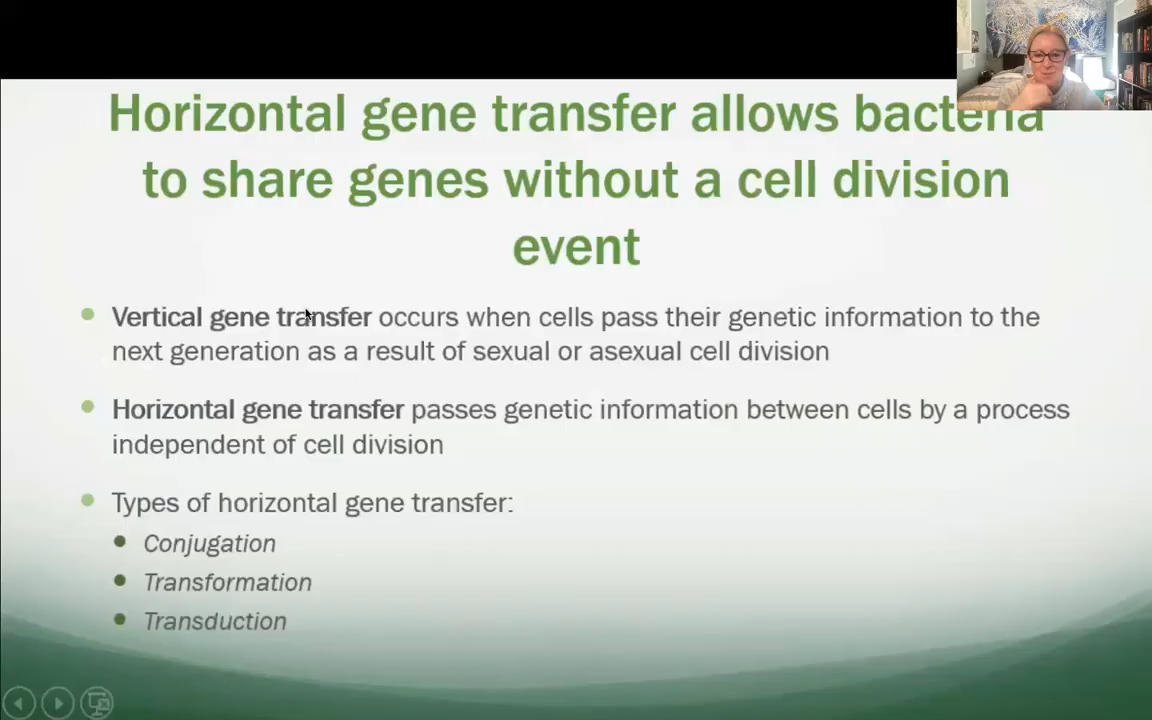 Horizontal gene transfer allows bacteria
to share genes without a cell division
event
Vertical gene transfer occurs when cells pass their genetic information to the
next generation as a result of sexual or asexual cell division
Horizontal gene transfer passes genetic information between cells by a process
independent of cell division
Types of horizontal gene transfer:
Conjugation
Transformation
Transduction